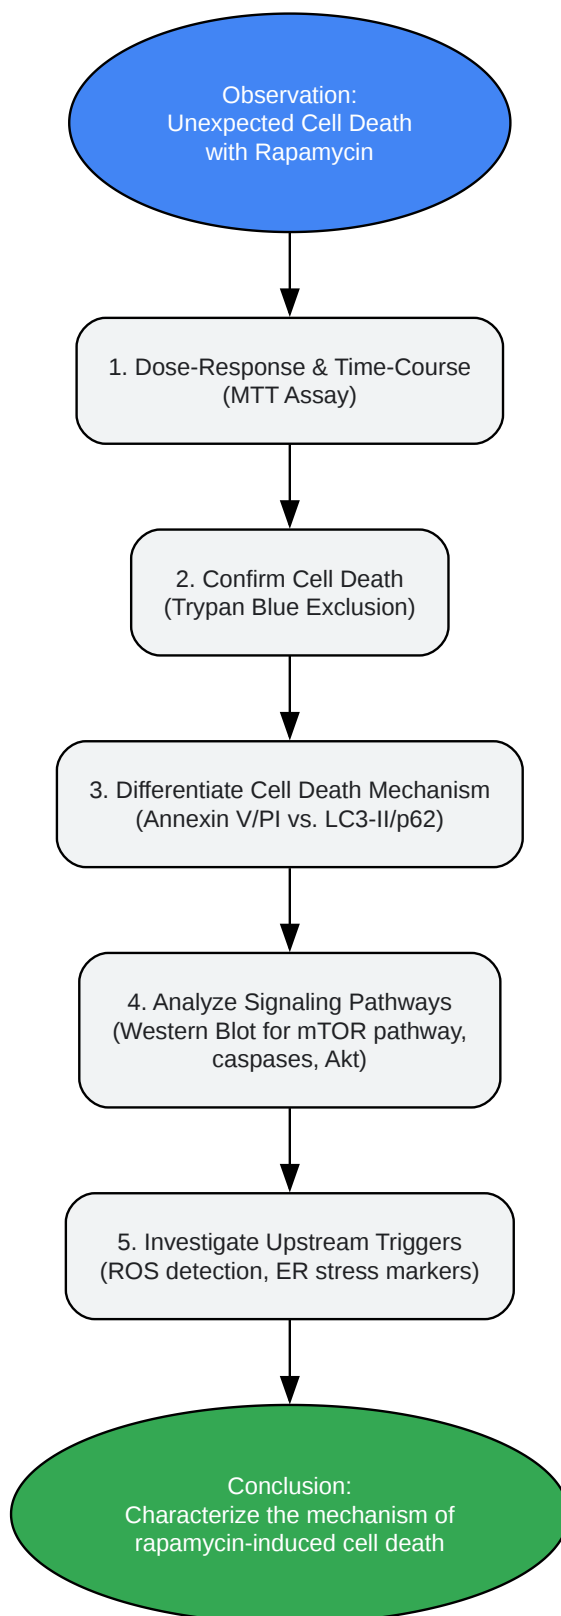 Observation:
Unexpected Cell Death
with Rapamycin
1. Dose-Response & Time-Course
(MTT Assay)
2. Confirm Cell Death
(Trypan Blue Exclusion)
3. Differentiate Cell Death Mechanism
(Annexin V/PI vs. LC3-II/p62)
4. Analyze Signaling Pathways
(Western Blot for mTOR pathway,
caspases, Akt)
5. Investigate Upstream Triggers
(ROS detection, ER stress markers)
Conclusion:
Characterize the mechanism of
rapamycin-induced cell death